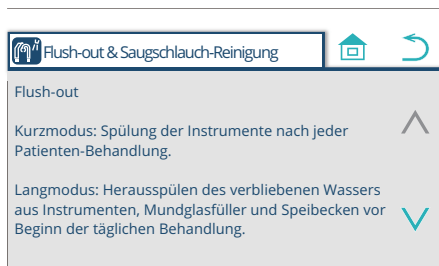 Flush-out & Saugschlauch-Reinigung
Flush-out
Kurzmodus: Spülung der Instrumente nach jeder
Patienten-Behandlung.
Langmodus: Herausspülen des verbliebenen Wassers
aus Instrumenten, Mundglasfüller und Speibecken vor
Beginn der täglichen Behandlung.